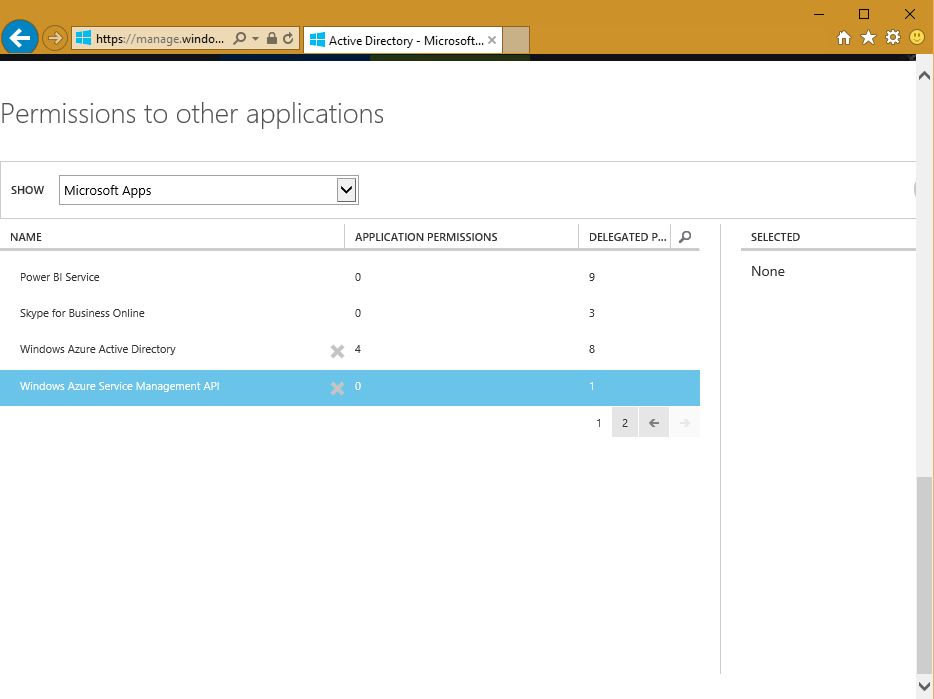 https://manage.windo...
Active Directory - Microsoft...
Permissions to other applications
SHOW Microsoft Apps
NAME APPLICATION PERMISSIONS DELEGATED P... SELECTED
Power BI Service 0 9 None
Skype for Business Online 0 3
Windows Azure Active Directory 4 8
Windows Azure Service Management API 0 1
1 2